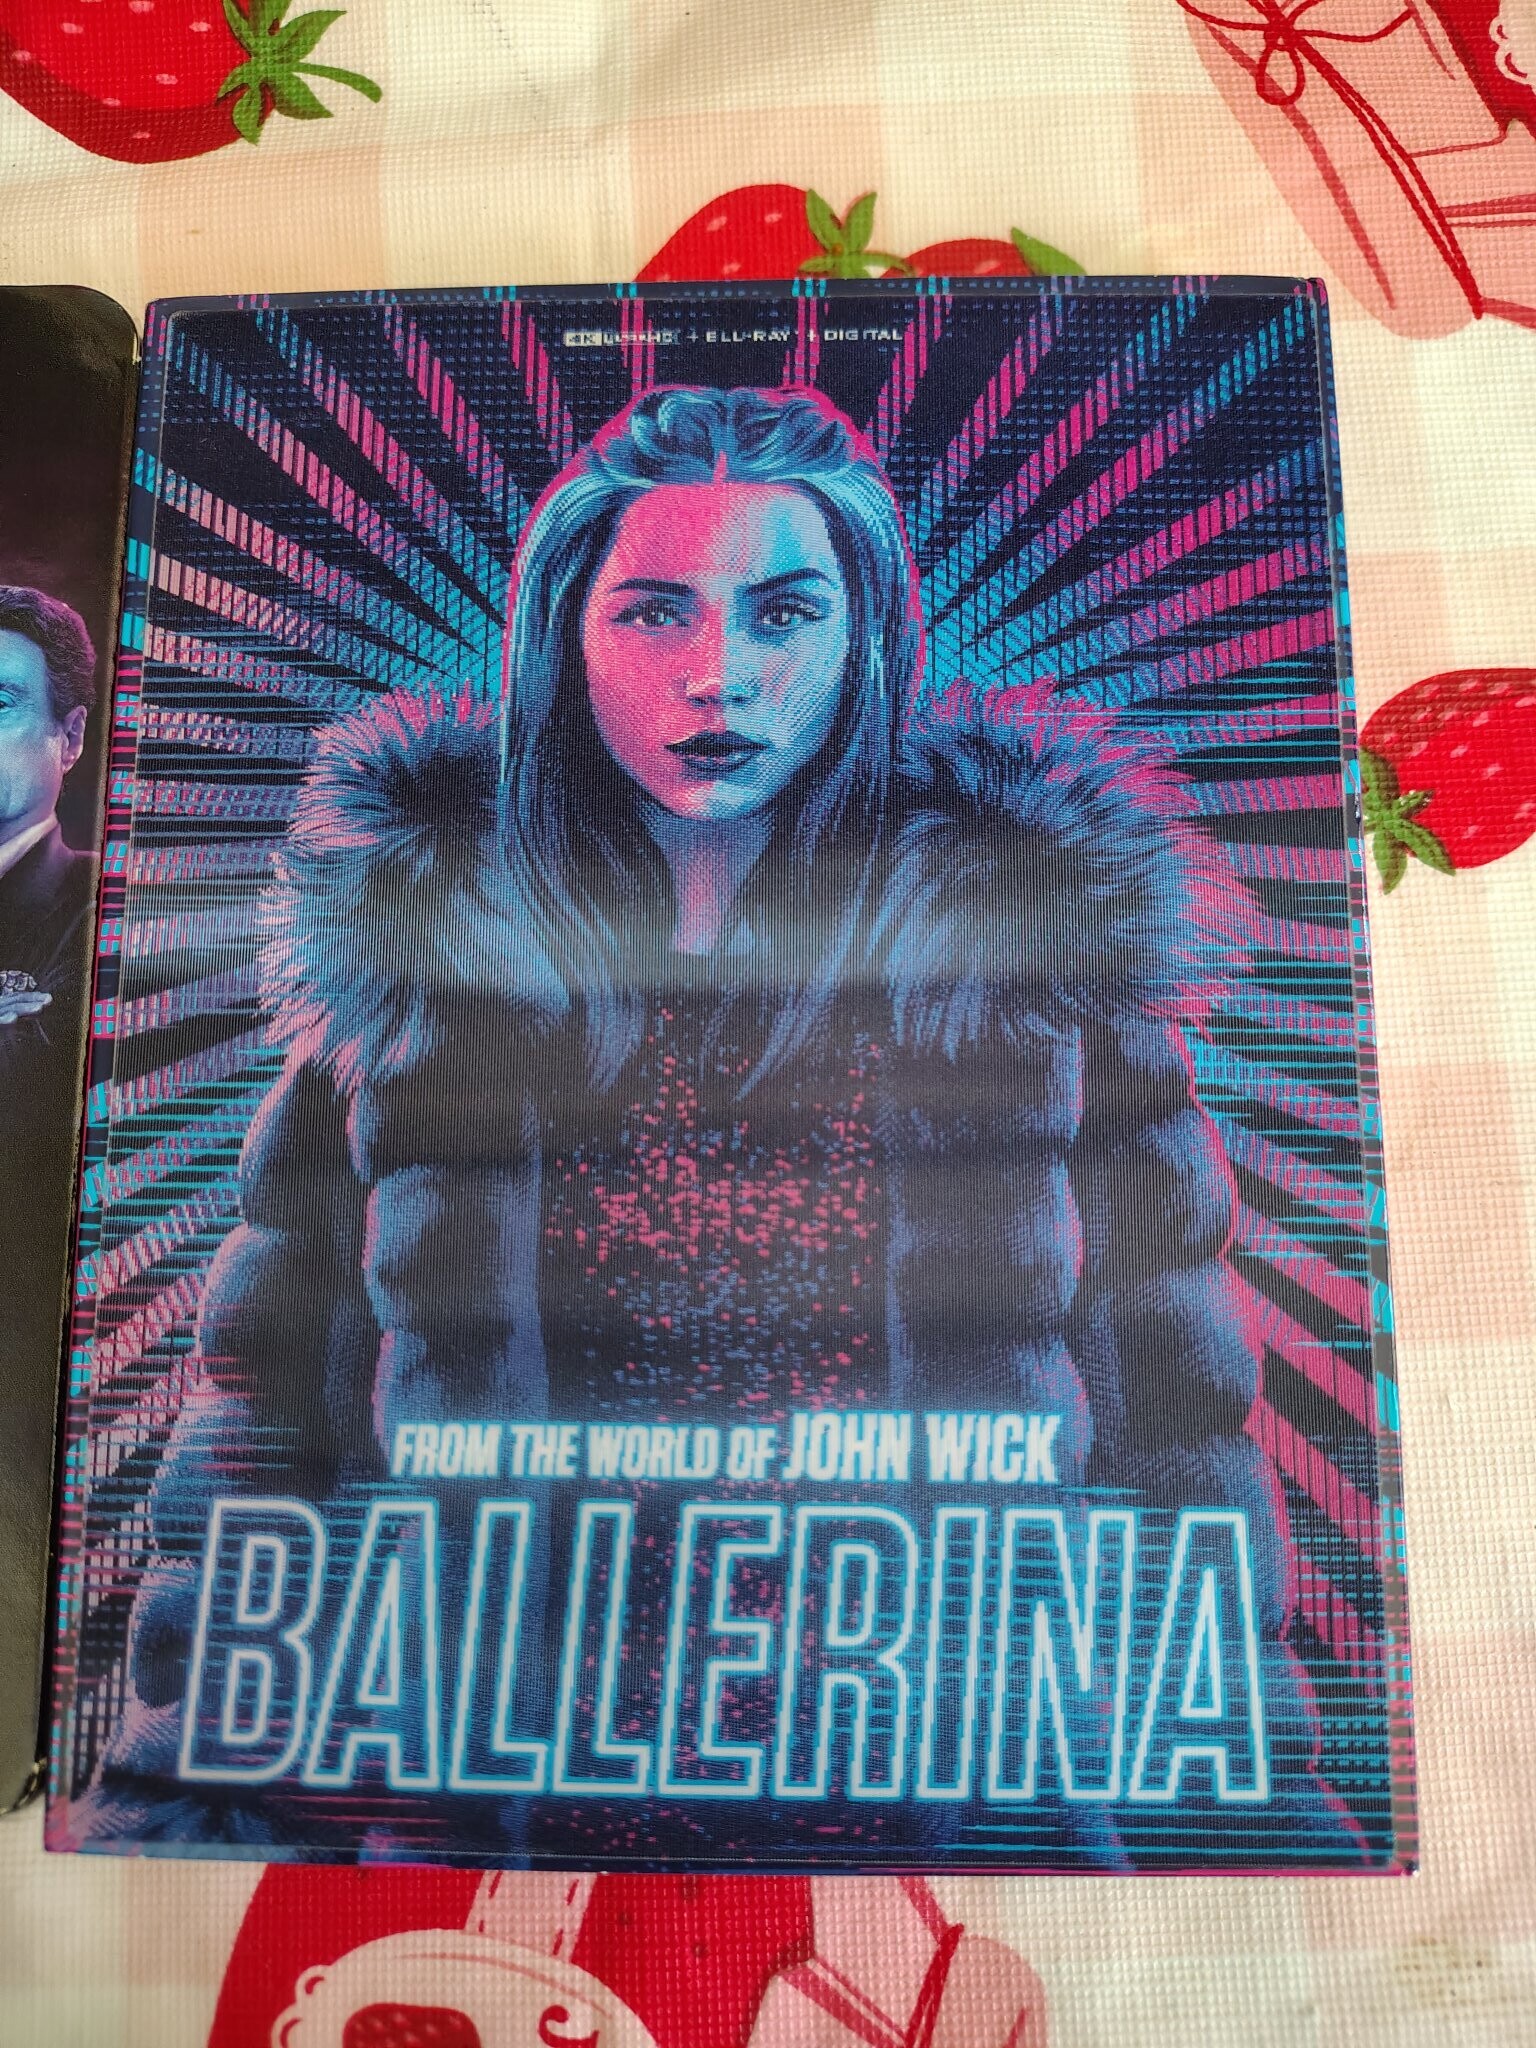 4K ULTRA HD + BLU-RAY + DIGITAL
FROM THE WORLD OF JOHN WICK
BALLERINA